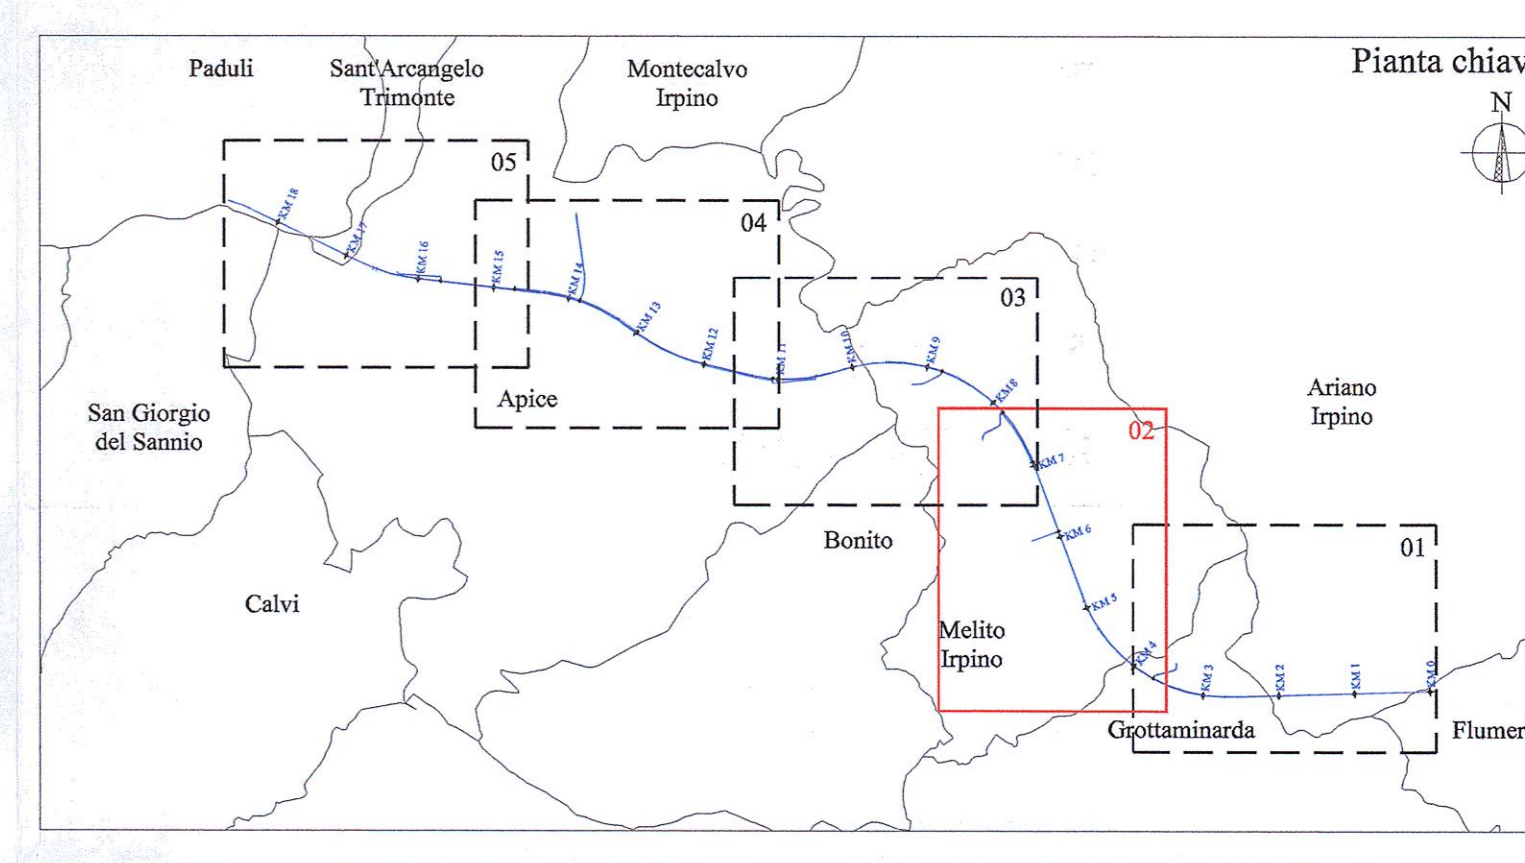 Pianta chiav
N
Paduli
Sant'Arcangelo
Trimonte
Montecalvo
Irpino
05
04
03
02
01
KM 18
KM 17
KM 16
KM 15
KM 14
KM 13
KM 12
KM 11
KM 10
KM 9
KM 8
KM 7
KM 6
KM 5
KM 4
KM 3
KM 2
KM 1
KM 0
Apice
San Giorgio
del Sannio
Ariano
Irpino
Bonito
Calvi
Melito
Irpino
Grottaminarda
Flumer